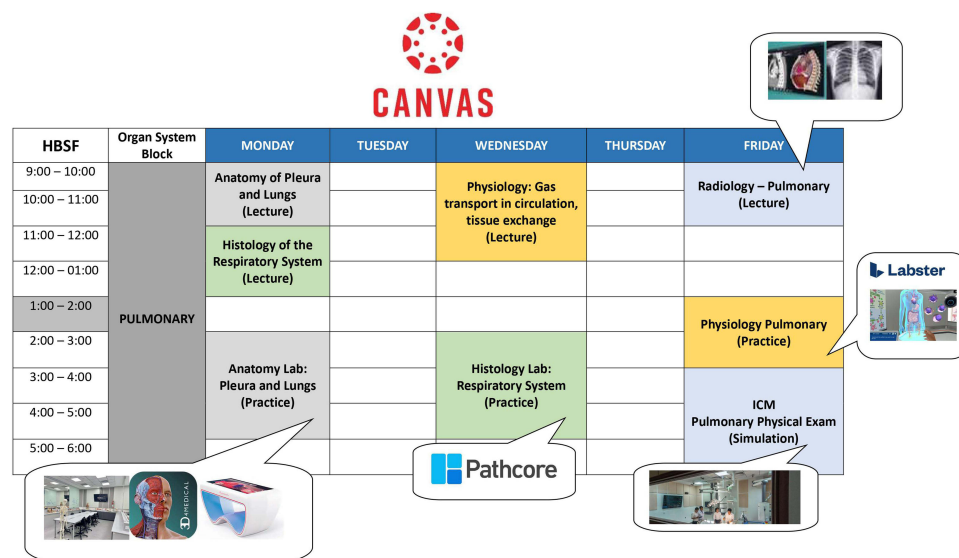 CANVAS
HBSF
Organ System
Block
MONDAY
TUESDAY
WEDNESDAY
THURSDAY
FRIDAY
9:00 – 10:00
10:00 – 11:00
11:00 – 12:00
12:00 – 01:00
1:00 – 2:00
2:00 – 3:00
3:00 – 4:00
4:00 – 5:00
5:00 – 6:00
PULMONARY
Anatomy of Pleura
and Lungs
(Lecture)
Histology of the
Respiratory System
(Lecture)
Anatomy Lab:
Pleura and Lungs
(Practice)
Physiology: Gas
transport in circulation,
tissue exchange
(Lecture)
Histology Lab:
Respiratory System
(Practice)
Radiology – Pulmonary
(Lecture)
Physiology Pulmonary
(Practice)
ICM
Pulmonary Physical Exam
(Simulation)
Labster
Pathcore
3D4MEDICAL